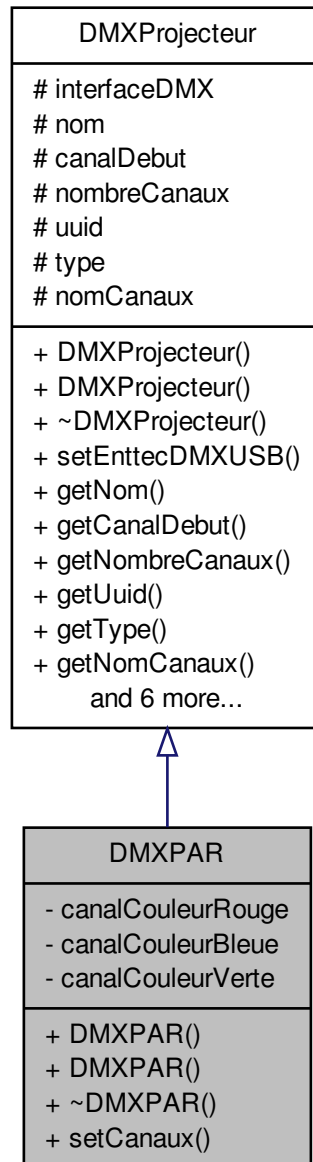 DMXProjecteur
# interfaceDMX
# nom
# canalDebut
# nombreCanaux
# uuid
# type
# nomCanaux
+ DMXProjecteur()
+ DMXProjecteur()
+ ~DMXProjecteur()
+ setEnttecDMXUSB()
+ getNom()
+ getCanalDebut()
+ getNombreCanaux()
+ getUuid()
+ getType()
+ getNomCanaux()
and 6 more...
DMXPAR
- canalCouleurRouge
- canalCouleurBleue
- canalCouleurVerte
+ DMXPAR()
+ DMXPAR()
+ ~DMXPAR()
+ setCanaux()